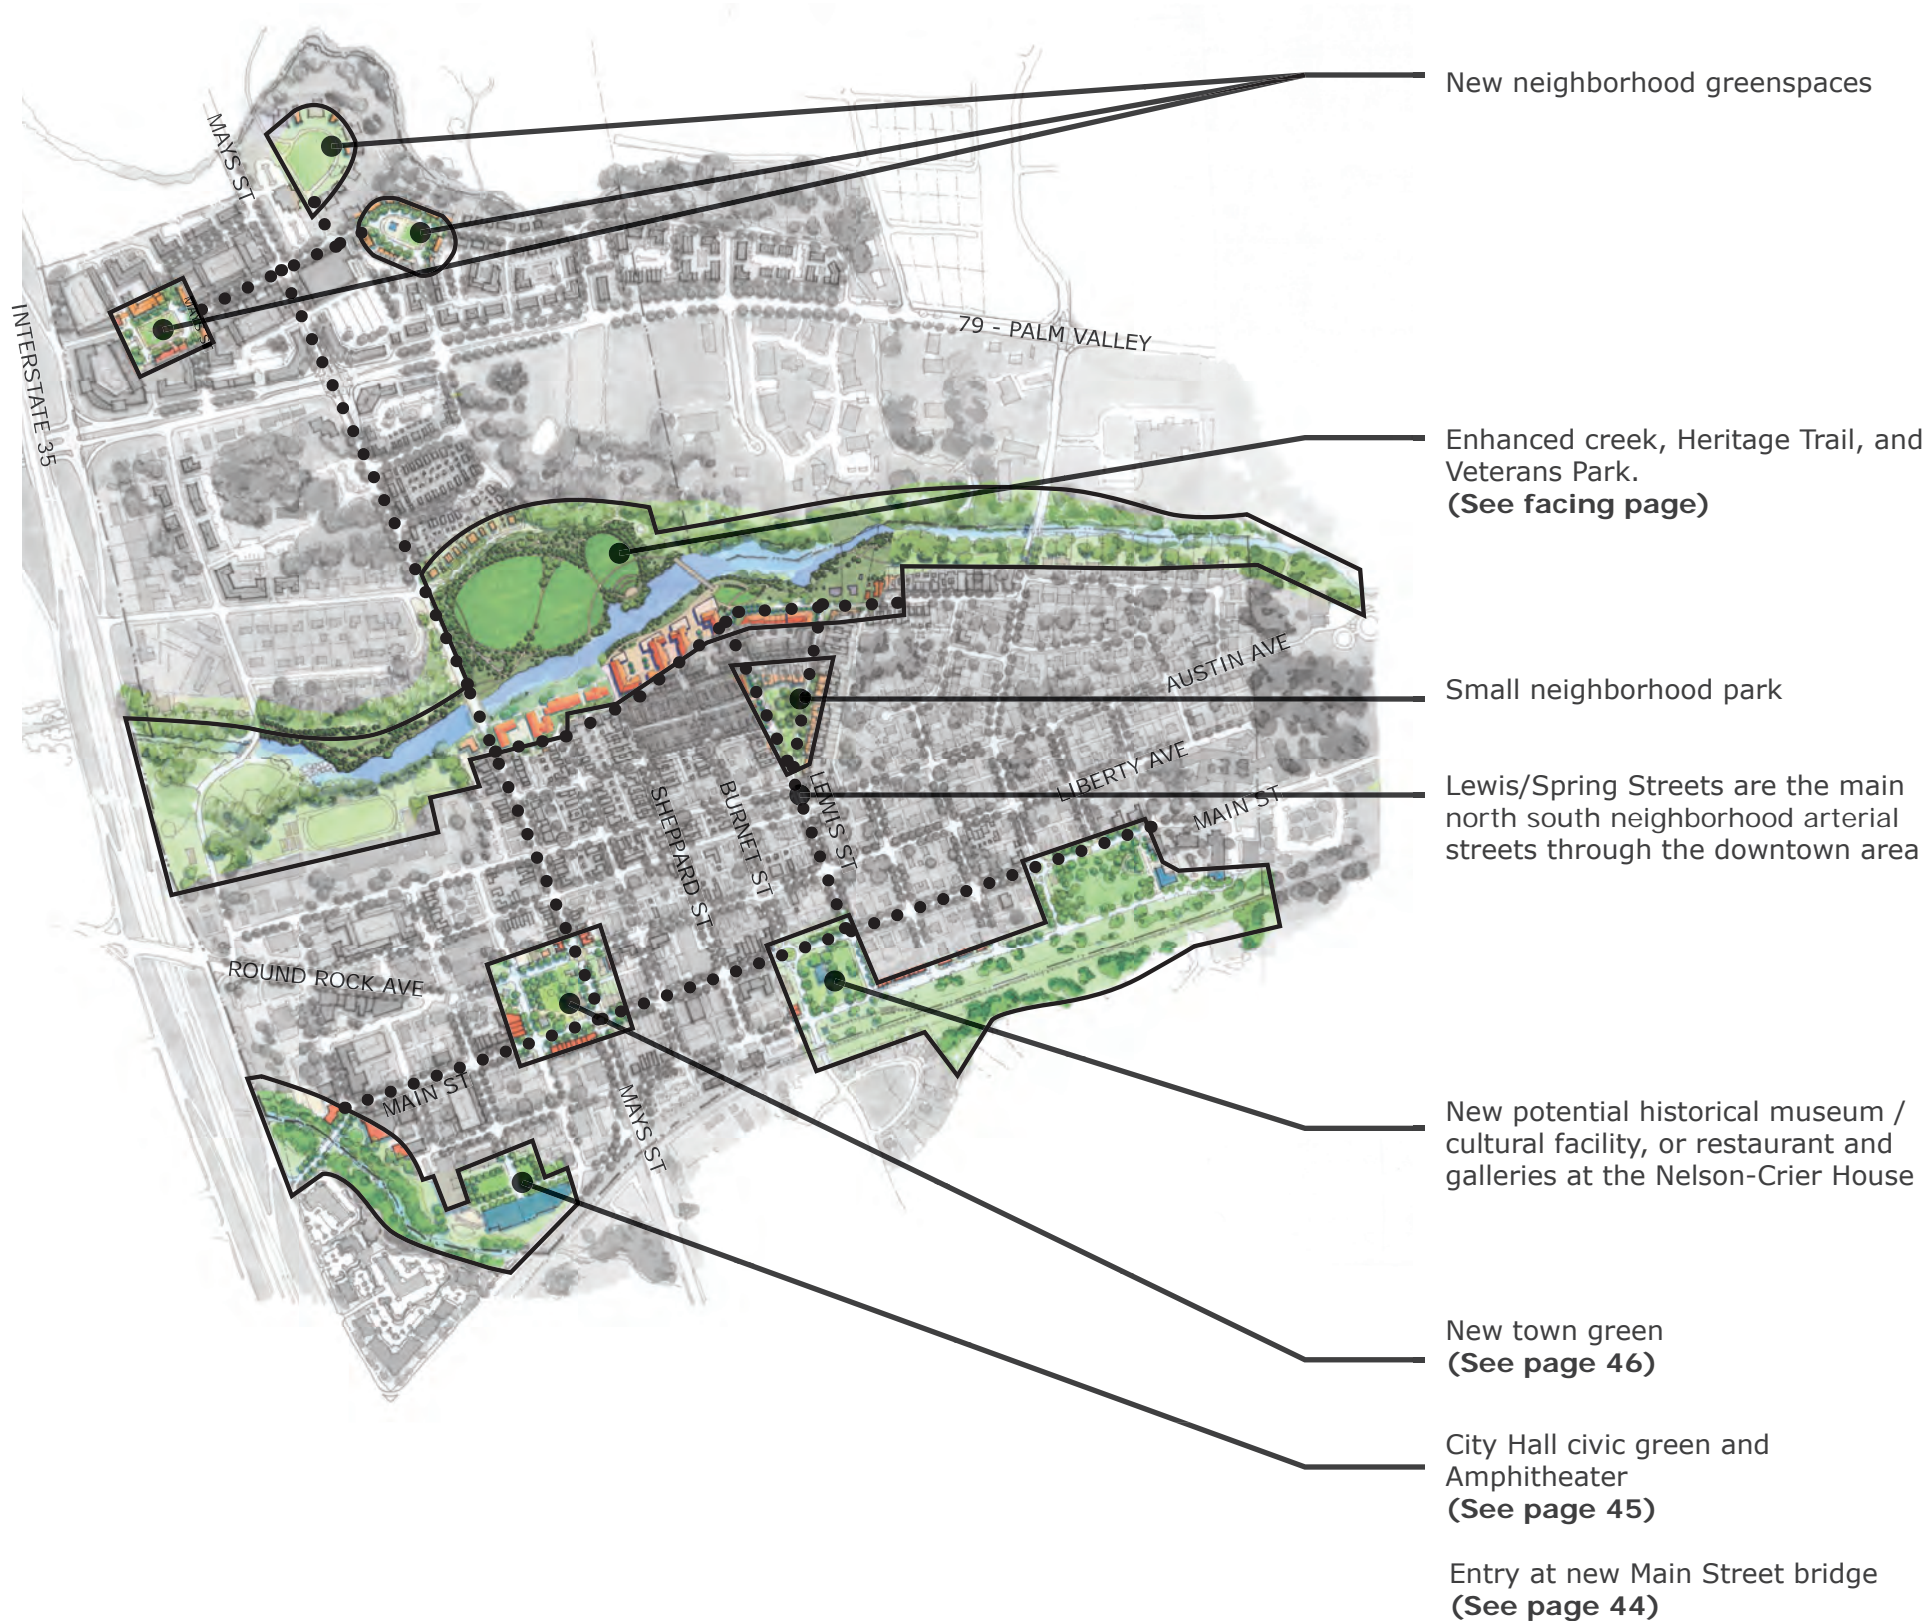 New neighborhood greenspaces
MAYS ST
MAYS ST
INTERSTATE 35
79 - PALM VALLEY
Enhanced creek, Heritage Trail, and
Veterans Park.
(See facing page)
AUSTIN AVE
Small neighborhood park
LIBERTY AVE
MAIN ST
SHEPPARD ST
BURNET ST
LEWIS ST
Lewis/Spring Streets are the main
north south neighborhood arterial
streets through the downtown area
ROUND ROCK AVE
MAIN ST
MAYS ST
New potential historical museum /
cultural facility, or restaurant and
galleries at the Nelson-Crier House
New town green
(See page 46)
City Hall civic green and
Amphitheater
(See page 45)
Entry at new Main Street bridge
(See page 44)